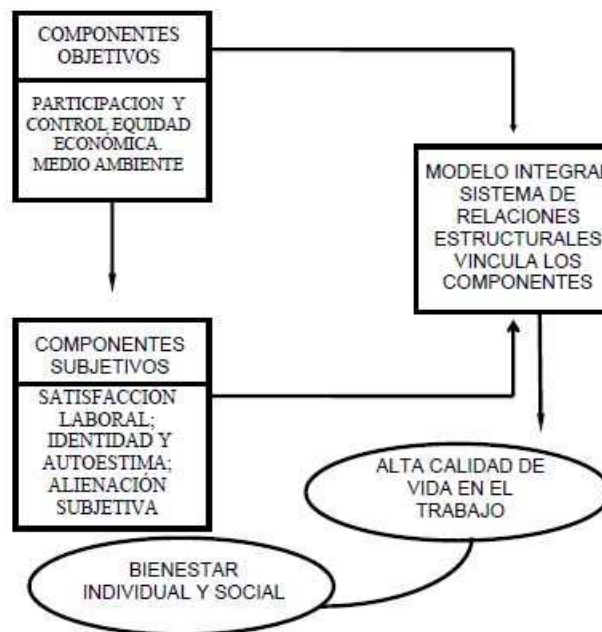 COMPONENTES
OBJETIVOS
PARTICIPACION Y
CONTROL EQUIDAD
ECONÓMICA.
MEDIO AMBIENTE
MODELO INTEGRAL
SISTEMA DE
RELACIONES
ESTRUCTURALES
VINCULA LOS
COMPONENTES
COMPONENTES
SUBJETIVOS
SATISFACCION
LABORAL;
IDENTIDAD Y
AUTOESTIMA;
ALIENACIÓN
SUBJETIVA
ALTA CALIDAD DE
VIDA EN EL
TRABAJO
BIENESTAR
INDIVIDUAL Y SOCIAL